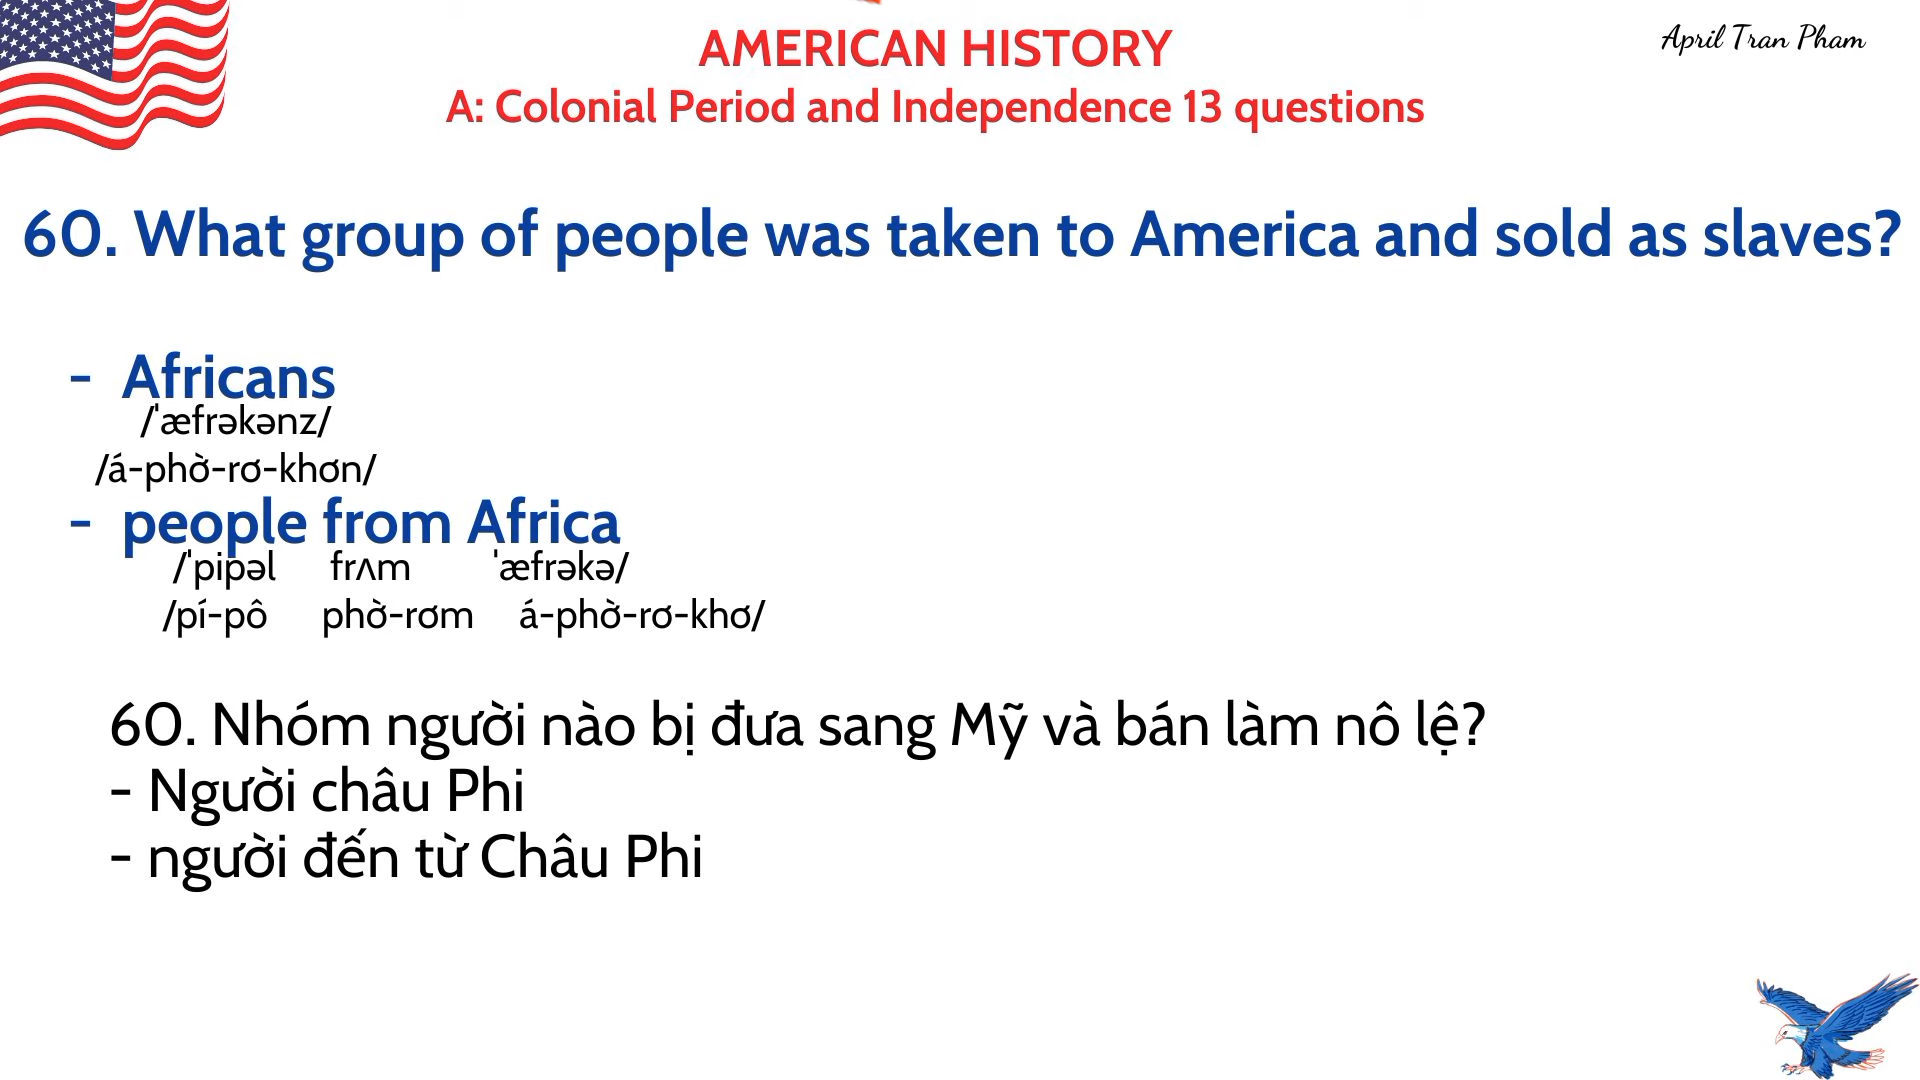 AMERICAN HISTORY
April Tran Pham
A: Colonial Period and Independence 13 questions
60. What group of people was taken to America and sold as slaves?
- Africans
/ˈæfrəkənz/
/á-phờ-rơ-khơn/
- people from Africa
/ˈpipəl frʌm ˈæfrəkə/
/pí-pô phờ-rơm á-phờ-rơ-khơ/
60. Nhóm người nào bị đưa sang Mỹ và bán làm nô lệ?
- Người châu Phi
- người đến từ Châu Phi